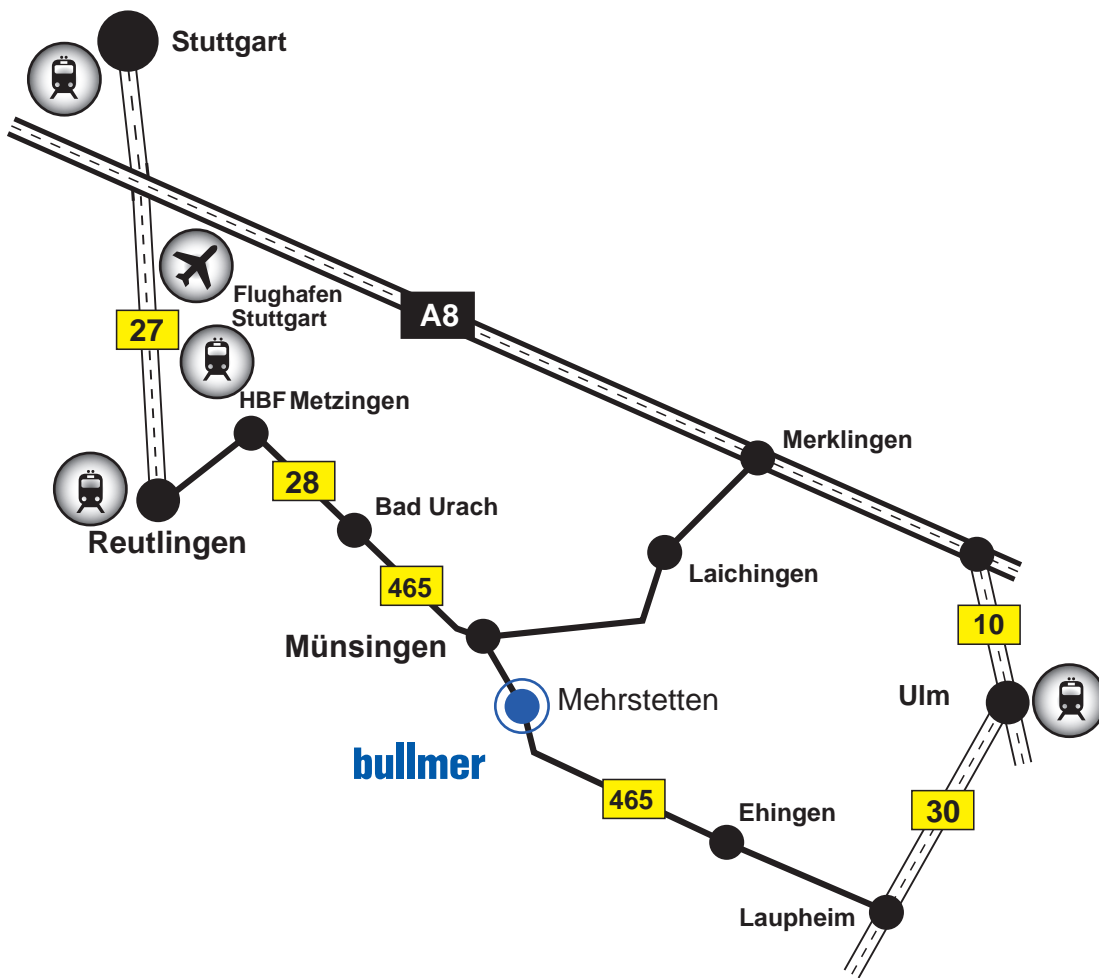 Stuttgart
Flughafen
Stuttgart
A8
27
HBF Metzingen
Merklingen
28
Bad Urach
Reutlingen
Laichingen
465
10
Münsingen
Mehrstetten
Ulm
bullmer
465
30
Ehingen
Laupheim